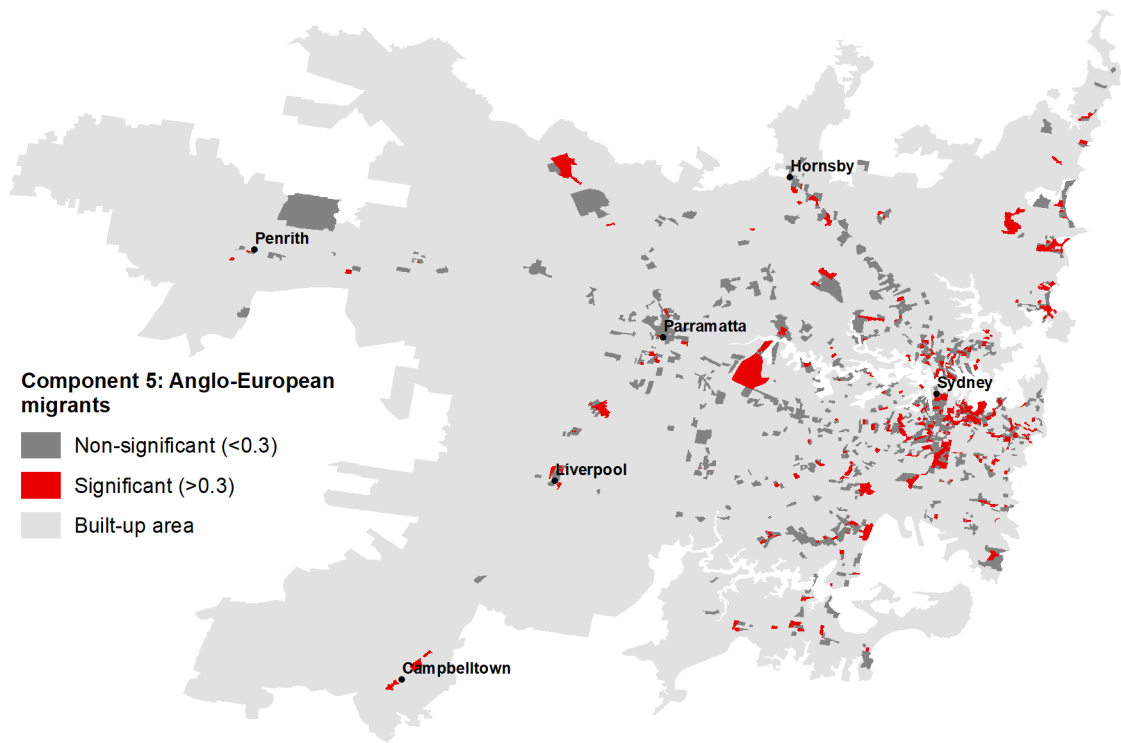 Hornsby
Penrith
Parramatta
Component 5: Anglo-European
migrants
Sydney
Non-significant (<0.3)
Liverpool
Significant (>0.3)
Built-up area
Campbelltown